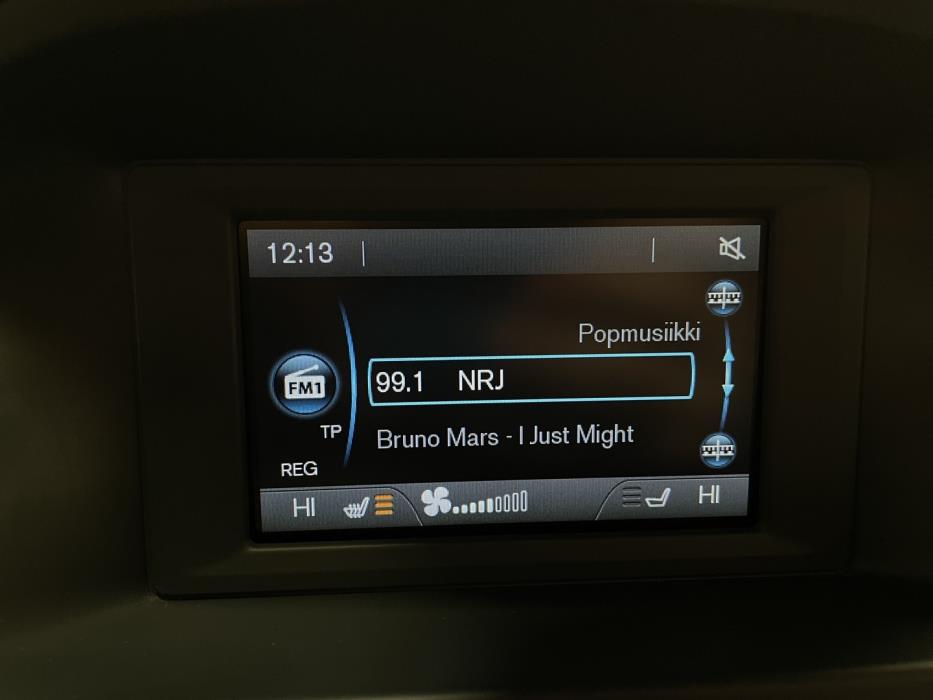 12:13
Popmusiikki
FM1
99.1 NRJ
TP
Bruno Mars - I Just Might
REG
HI HI